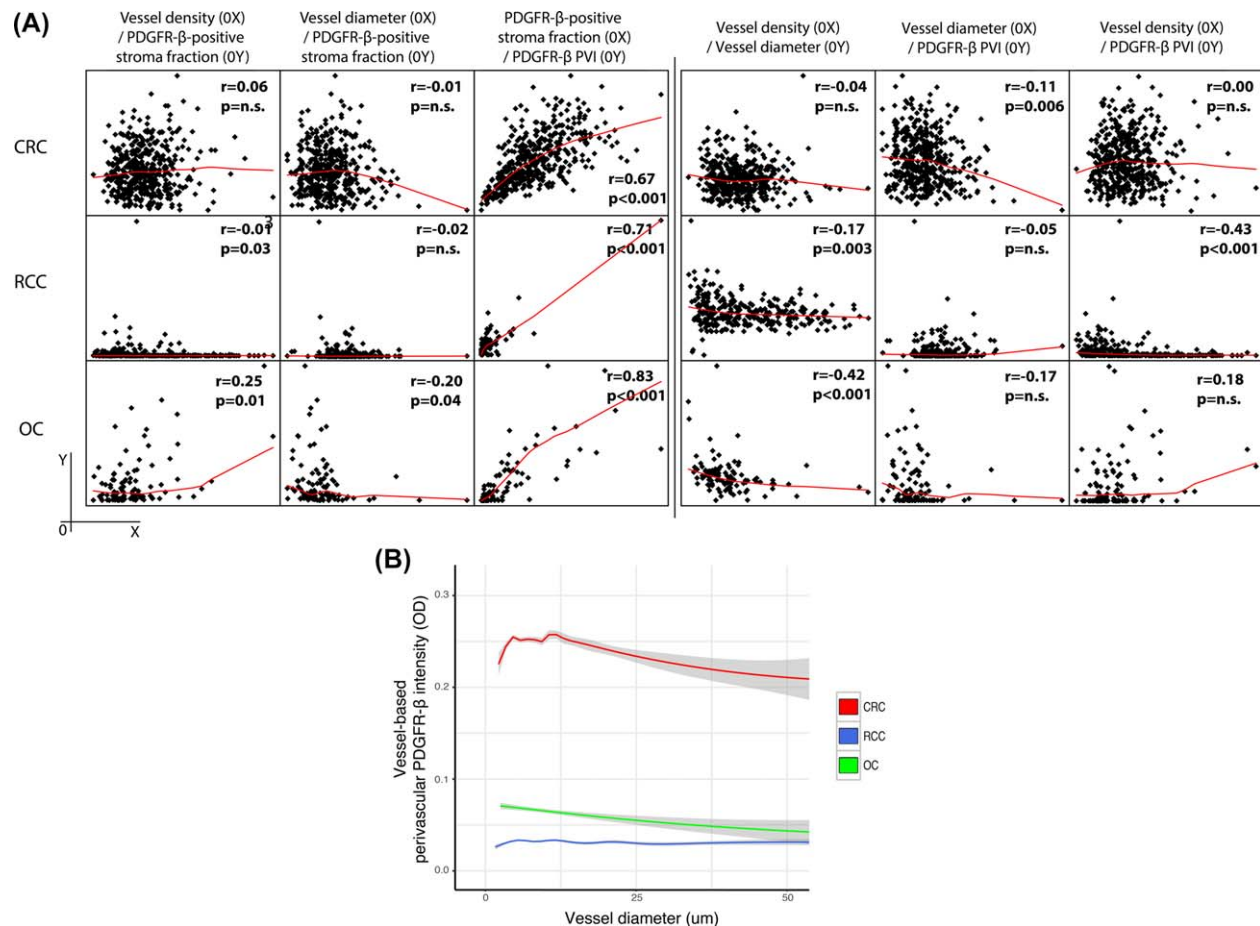 (A)
Vessel density (0X)
/ PDGFR-β-positive
stroma fraction (0Y)
Vessel diameter (0X)
/ PDGFR-β-positive
stroma fraction (0Y)
PDGFR-β-positive
stroma fraction (0X)
/ PDGFR-β PVI (0Y)
Vessel density (0X)
/ Vessel diameter (0Y)
Vessel diameter (0X)
/ PDGFR-β PVI (0Y)
Vessel density (0X)
/ PDGFR-β PVI (0Y)
CRC
r=0.06
p=n.s.
r=-0.01
p=n.s.
r=0.67
p<0.001
r=-0.04
p=n.s.
r=-0.11
p=0.006
r=0.00
p=n.s.
RCC
r=-0.01
p=0.03
r=-0.02
p=n.s.
r=0.71
p<0.001
r=-0.17
p=0.003
r=-0.05
p=n.s.
r=-0.43
p<0.001
OC
r=0.25
p=0.01
r=-0.20
p=0.04
r=0.83
p<0.001
r=-0.42
p<0.001
r=-0.17
p=n.s.
r=0.18
p=n.s.
Y
0
X
(B)
Vessel-based
perivascular PDGFR-β intensity (OD)
0.3
0.2
0.1
0.0
0
25
50
Vessel diameter (um)
CRC
RCC
OC